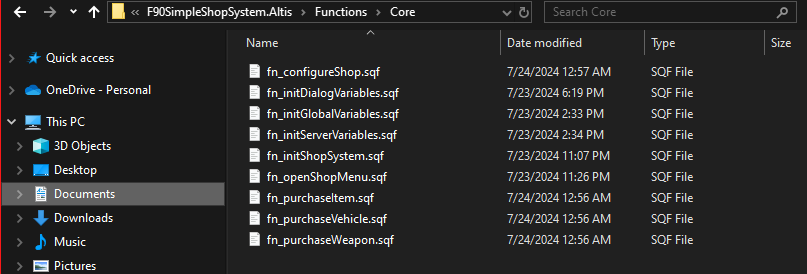 « F90SimpleShopSystem.Altis › Functions › Core
Search Core
Name Date modified Type Size
Quick access
OneDrive - Personal
This PC
3D Objects
Desktop
Documents
Downloads
Music
Pictures
fn_configureShop.sqf 7/24/2024 12:57 AM SQF File
fn_initDialogVariables.sqf 7/23/2024 6:19 PM SQF File
fn_initGlobalVariables.sqf 7/23/2024 2:33 PM SQF File
fn_initServerVariables.sqf 7/23/2024 2:34 PM SQF File
fn_initShopSystem.sqf 7/23/2024 11:07 PM SQF File
fn_openShopMenu.sqf 7/23/2024 11:26 PM SQF File
fn_purchaseItem.sqf 7/24/2024 12:56 AM SQF File
fn_purchaseVehicle.sqf 7/24/2024 12:56 AM SQF File
fn_purchaseWeapon.sqf 7/24/2024 12:56 AM SQF File